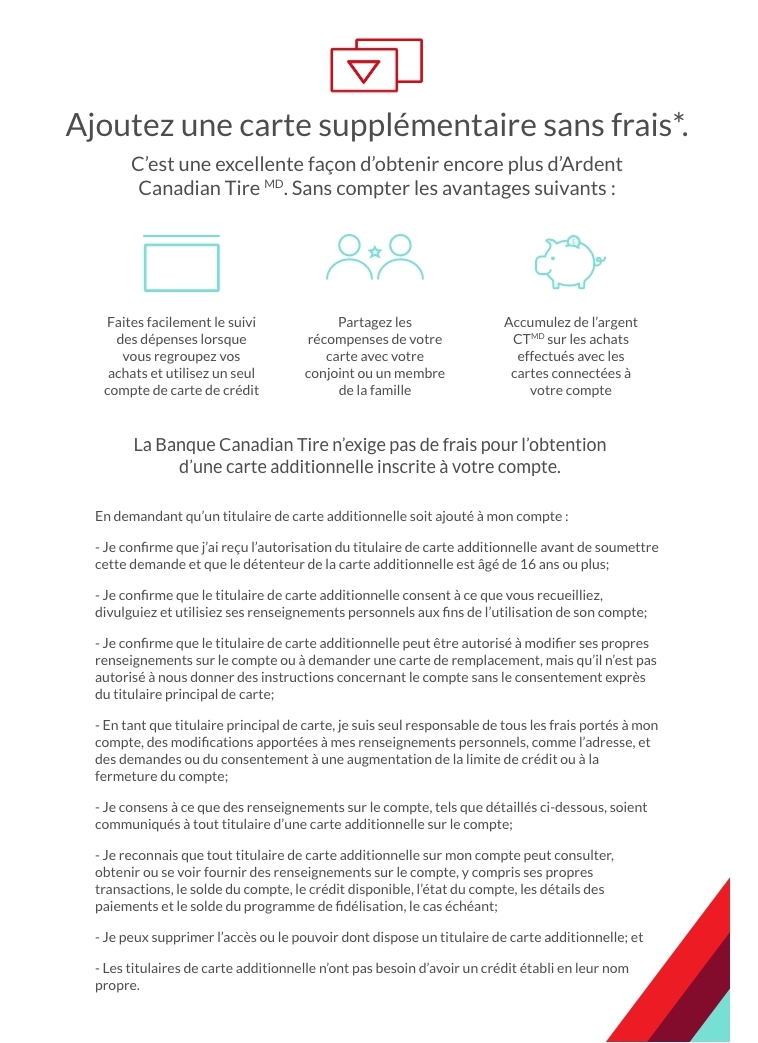 Ajoutez une carte supplémentaire sans frais*.
C’est une excellente façon d’obtenir encore plus d’Ardent
Canadian Tire MD. Sans compter les avantages suivants :
Faites facilement le suivi
des dépenses lorsque
vous regroupez vos
achats et utilisez un seul
compte de carte de crédit
Partagez les
récompenses de votre
carte avec votre
conjoint ou un membre
de la famille
Accumulez de l’argent
CTMD sur les achats
effectués avec les
cartes connectées à
votre compte
La Banque Canadian Tire n’exige pas de frais pour l’obtention
d’une carte additionnelle inscrite à votre compte.
En demandant qu’un titulaire de carte additionnelle soit ajouté à mon compte :
- Je confirme que j’ai reçu l’autorisation du titulaire de carte additionnelle avant de soumettre
cette demande et que le détenteur de la carte additionnelle est âgé de 16 ans ou plus;
- Je confirme que le titulaire de carte additionnelle consent à ce que vous recueilliez,
divulguiez et utilisiez ses renseignements personnels aux fins de l’utilisation de son compte;
- Je confirme que le titulaire de carte additionnelle peut être autorisé à modifier ses propres
renseignements sur le compte ou à demander une carte de remplacement, mais qu’il n’est pas
autorisé à nous donner des instructions concernant le compte sans le consentement exprès
du titulaire principal de carte;
- En tant que titulaire principal de carte, je suis seul responsable de tous les frais portés à mon
compte, des modifications apportées à mes renseignements personnels, comme l’adresse, et
des demandes ou du consentement à une augmentation de la limite de crédit ou à la
fermeture du compte;
- Je consens à ce que des renseignements sur le compte, tels que détaillés ci-dessous, soient
communiqués à tout titulaire d’une carte additionnelle sur le compte;
- Je reconnais que tout titulaire de carte additionnelle sur mon compte peut consulter,
obtenir ou se voir fournir des renseignements sur le compte, y compris ses propres
transactions, le solde du compte, le crédit disponible, l’état du compte, les détails des
paiements et le solde du programme de fidélisation, le cas échéant;
- Je peux supprimer l’accès ou le pouvoir dont dispose un titulaire de carte additionnelle; et
- Les titulaires de carte additionnelle n’ont pas besoin d’avoir un crédit établi en leur nom
propre.